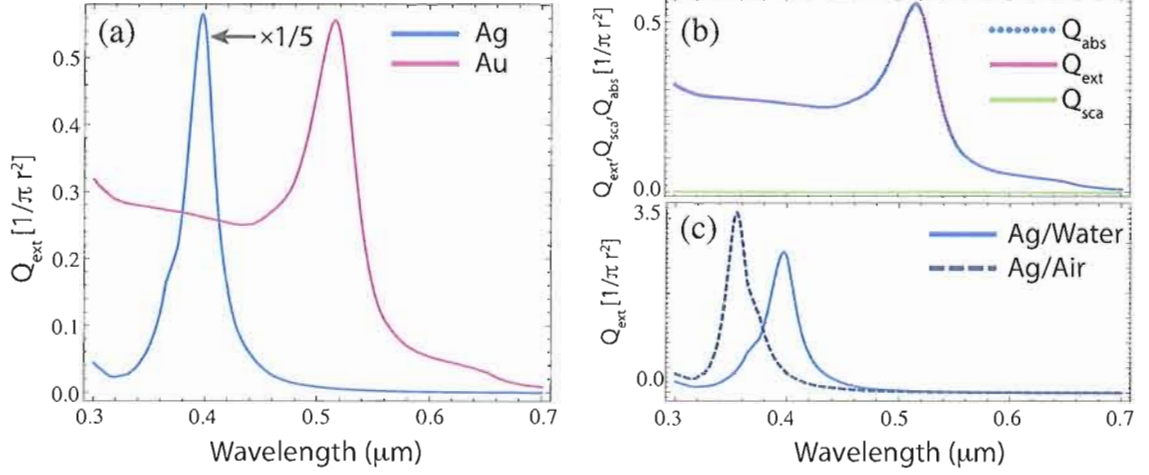 (a)
×1/5
Ag
Au
0.5
0.4
0.3
0.2
0.1
0.0
Q_ext [1/π r²]
0.3 0.4 0.5 0.6 0.7
Wavelength (μm)
(b)
Q_abs
Q_ext
Q_sca
0.5
0.0
Q_ext,Q_sca,Q_abs [1/π r²]
(c)
Ag/Water
Ag/Air
3.5
0.0
Q_ext [1/π r²]
0.3 0.4 0.5 0.6 0.7
Wavelength (μm)